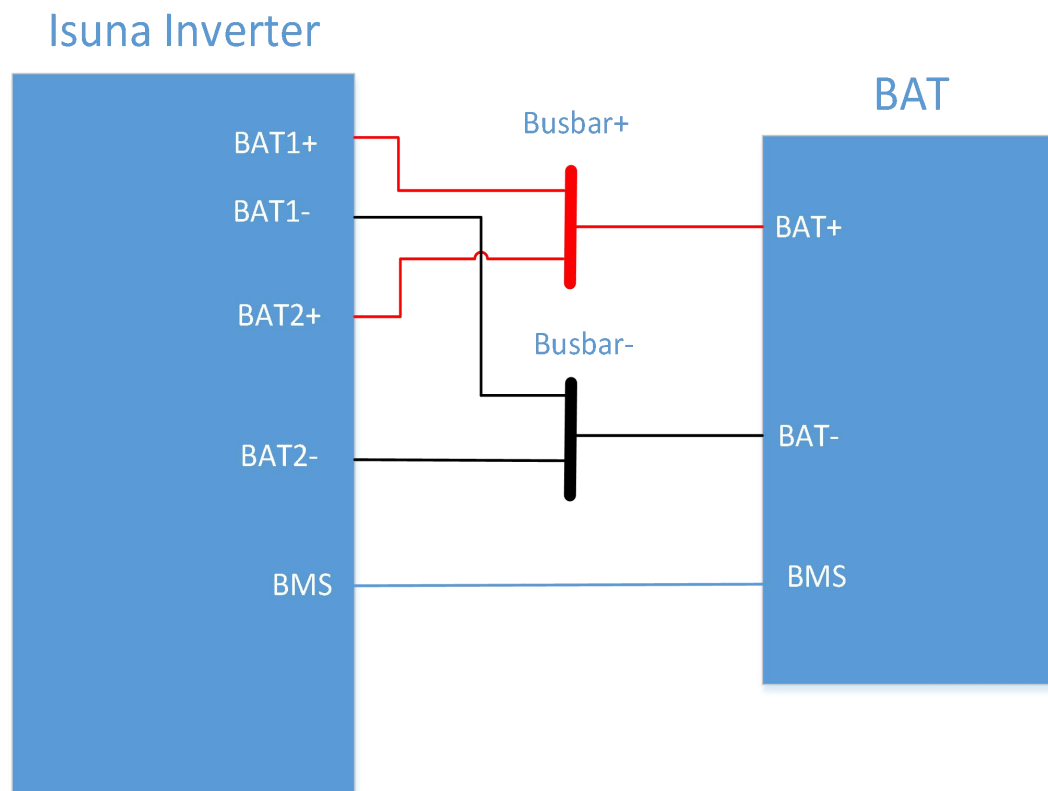 Isuna Inverter
BAT
Busbar+
BAT1+
BAT1-
BAT+
BAT2+
Busbar-
BAT-
BAT2-
BMS
BMS